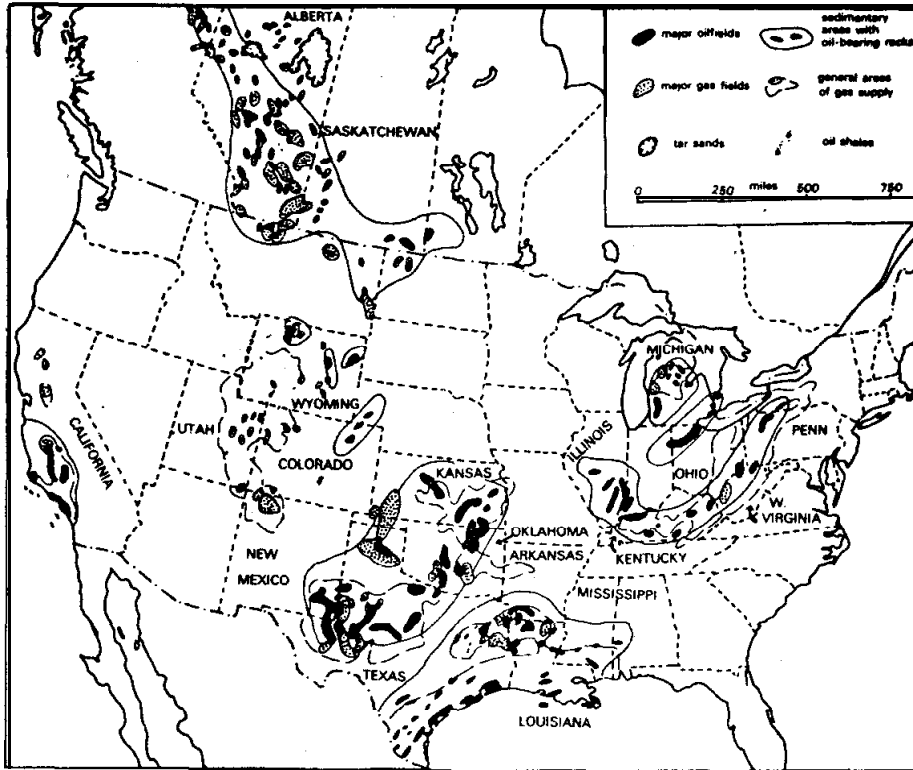 ALBERTA
SASKATCHEWAN
major oilfields
sedimentary
areas with
oil-bearing rocks
major gas fields
general areas
of gas supply
tar sands
oil shales
0 250 miles 500 750
MICHIGAN
WYOMING
UTAH
COLORADO
CALIFORNIA
KANSAS
ILLINOIS
OHIO
PENN
W.
VIRGINIA
OKLAHOMA
ARKANSAS
KENTUCKY
NEW
MEXICO
MISSISSIPPI
TEXAS
LOUISIANA